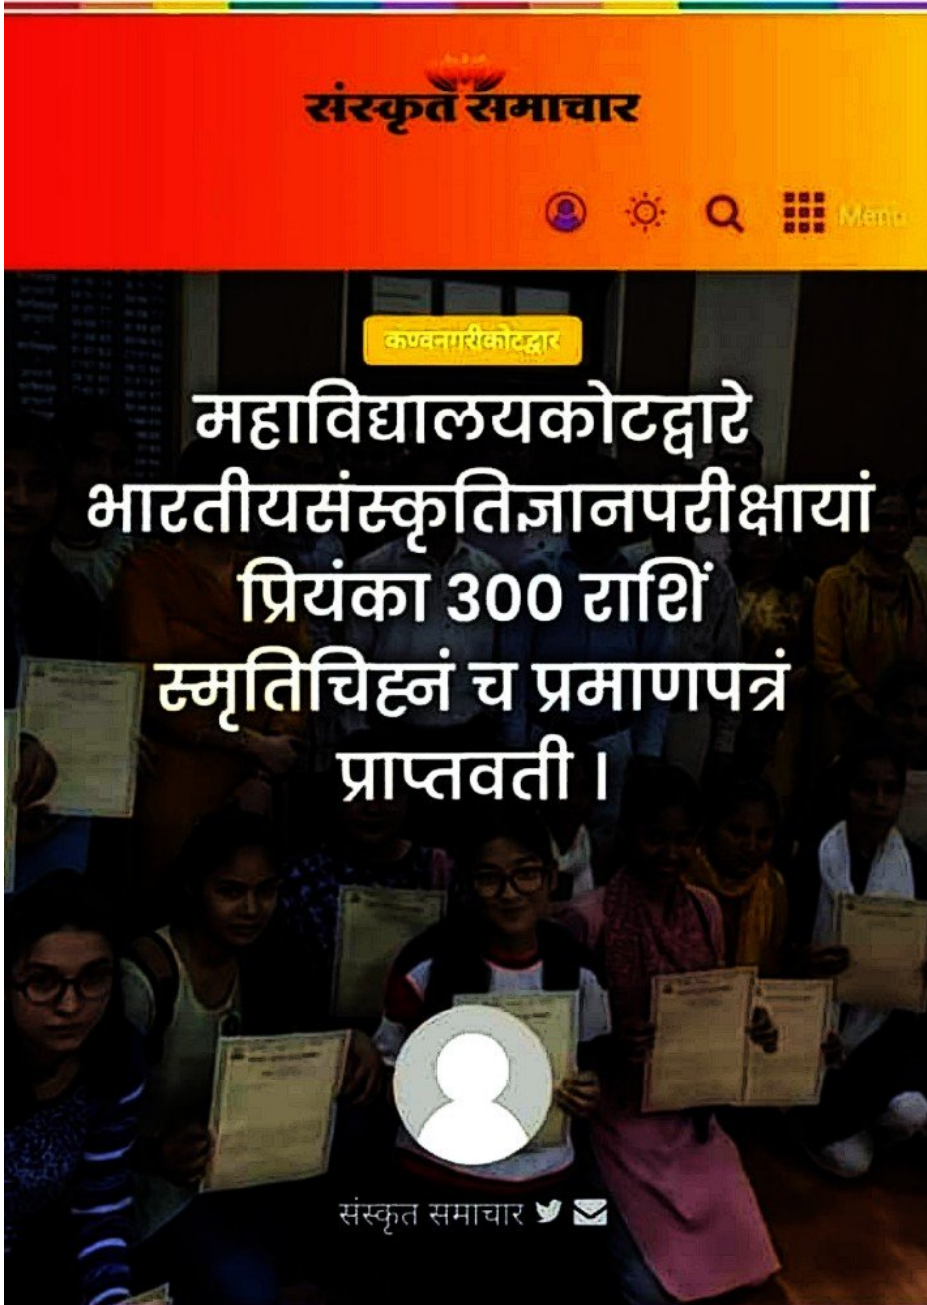 संस्कृत समाचार
Menu
कण्वनगरीकोटद्वार
महाविद्यालयकोटद्वारे
भारतीयसंस्कृतिज्ञानपरीक्षायां
प्रियंका 300 राशिं
स्मृतिचिह्नं च प्रमाणपत्रं
प्राप्तवती ।
संस्कृत समाचार